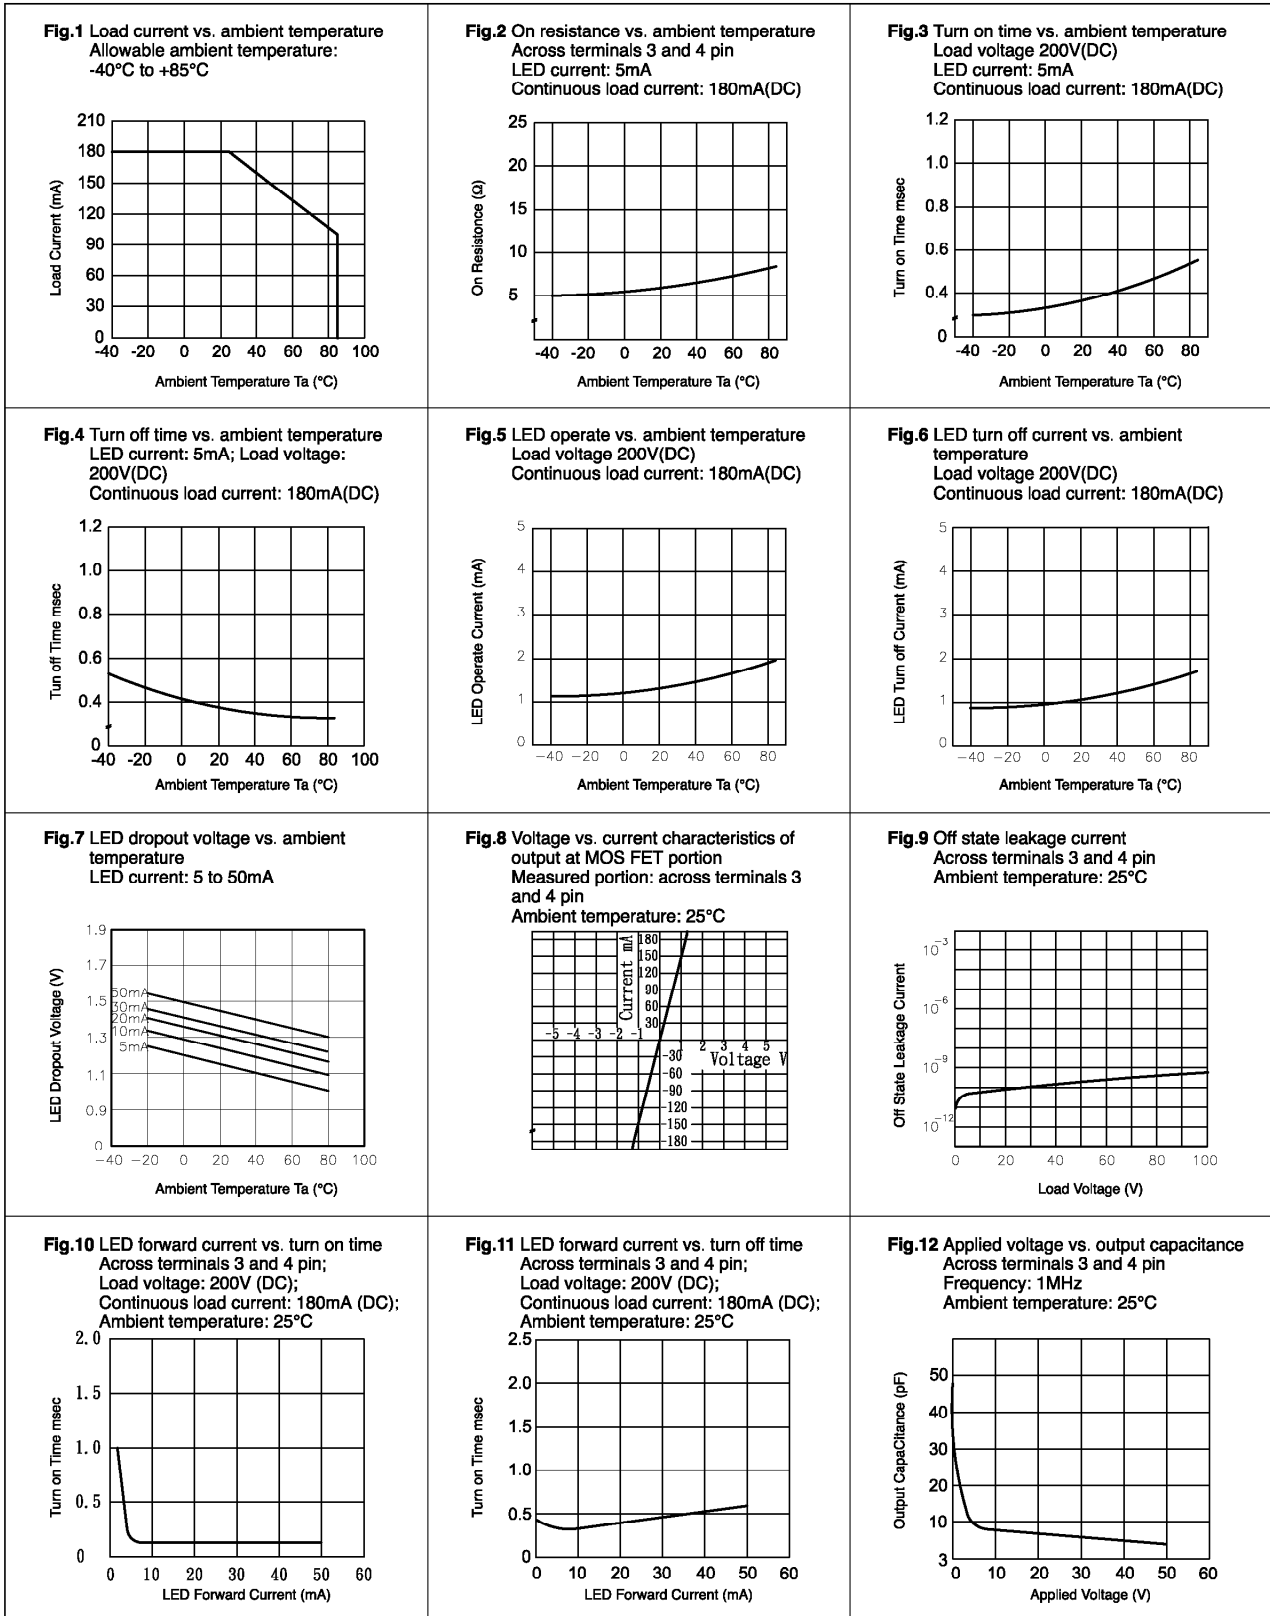 Fig.1 Load current vs. ambient temperature
Allowable ambient temperature:
-40°C to +85°C
210
180
150
120
90
60
30
0
Load Current (mA)
-40 -20 0 20 40 60 80 100
Ambient Temperature Ta (°C)
Fig.2 On resistance vs. ambient temperature
Across terminals 3 and 4 pin
LED current: 5mA
Continuous load current: 180mA(DC)
25
20
15
10
5
On Resistonce (Ω)
-40 -20 0 20 40 60 80
Ambient Temperature Ta (°C)
Fig.3 Turn on time vs. ambient temperature
Load voltage 200V(DC)
LED current: 5mA
Continuous load current: 180mA(DC)
1.2
1.0
0.8
0.6
0.4
0
Turn on Time msec
-40 -20 0 20 40 60 80
Ambient Temperature Ta (°C)
Fig.4 Turn off time vs. ambient temperature
LED current: 5mA; Load voltage:
200V(DC)
Continuous load current: 180mA(DC)
1.2
1.0
0.8
0.6
0.4
0
Tun off Time msec
-40 -20 0 20 40 60 80 100
Ambient Temperature Ta (°C)
Fig.5 LED operate vs. ambient temperature
Load voltage 200V(DC)
Continuous load current: 180mA(DC)
5
4
3
2
1
0
LED Operate Current (mA)
-40 -20 0 20 40 60 80
Ambient Temperature Ta (°C)
Fig.6 LED turn off current vs. ambient
temperature
Load voltage 200V(DC)
Continuous load current: 180mA(DC)
5
4
3
2
1
0
LED Turn off Current (mA)
-40 -20 0 20 40 60 80
Ambient Temperature Ta (°C)
Fig.7 LED dropout voltage vs. ambient
temperature
LED current: 5 to 50mA
1.9
1.7
1.5
1.3
1.1
0.9
0
50mA
30mA
20mA
10mA
5mA
LED Dropout Voltage (V)
-40 -20 0 20 40 60 80 100
Ambient Temperature Ta (°C)
Fig.8 Voltage vs. current characteristics of
output at MOS FET portion
Measured portion: across terminals 3
and 4 pin
Ambient temperature: 25°C
Current mA
180
150
120
90
60
30
-5 -4 -3 -2 -1
1 2 3 4 5
Voltage V
-30
-60
-90
-120
-150
-180
Fig.9 Off state leakage current
Across terminals 3 and 4 pin
Ambient temperature: 25°C
10⁻³
10⁻⁶
10⁻⁹
10⁻¹²
Off State Leakage Current
0 20 40 60 80 100
Load Voltage (V)
Fig.10 LED forward current vs. turn on time
Across terminals 3 and 4 pin;
Load voltage: 200V (DC);
Continuous load current: 180mA (DC);
Ambient temperature: 25°C
2.0
1.5
1.0
0.5
0
Turn on Time msec
0 10 20 30 40 50 60
LED Forward Current (mA)
Fig.11 LED forward current vs. turn off time
Across terminals 3 and 4 pin;
Load voltage: 200V (DC);
Continuous load current: 180mA (DC);
Ambient temperature: 25°C
2.5
2.0
1.5
1.0
0.5
0
Turn on Time msec
0 10 20 30 40 50 60
LED Forward Current (mA)
Fig.12 Applied voltage vs. output capacitance
Across terminals 3 and 4 pin
Frequency: 1MHz
Ambient temperature: 25°C
50
40
30
20
10
3
Output CapaCitance (pF)
0 10 20 30 40 50 60
Applied Voltage (V)